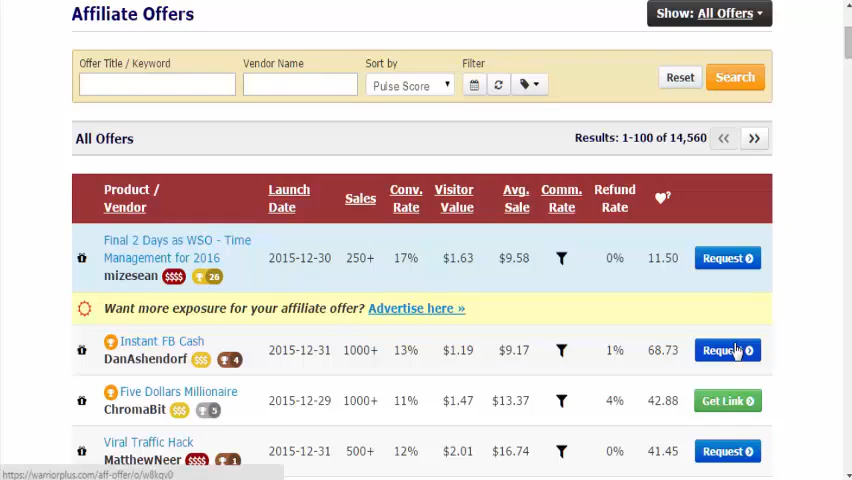 Affiliate Offers
Show: All Offers
Offer Title / Keyword
Vendor Name
Sort by
Filter
Pulse Score
Reset
Search
All Offers
Results: 1-100 of 14,560
Product / Vendor
Launch Date
Sales
Conv. Rate
Visitor Value
Avg. Sale
Comm. Rate
Refund Rate
?
Final 2 Days as WSO - Time
Management for 2016
mizesean $$$$ 26
2015-12-30 250+ 17% $1.63 $9.58 0% 11.50 Request
Want more exposure for your affiliate offer? Advertise here »
Instant FB Cash
DanAshendorf $$$ 4
2015-12-31 1000+ 13% $1.19 $9.17 1% 68.73 Request
Five Dollars Millionaire
ChromaBit $$$ 5
2015-12-29 1000+ 11% $1.47 $13.37 4% 42.88 Get Link
Viral Traffic Hack
MatthewNeer $$$$ 1
2015-12-31 500+ 12% $2.01 $16.74 0% 41.45 Request
https://warriorplus.com/aff-offer/o/w8kqv0